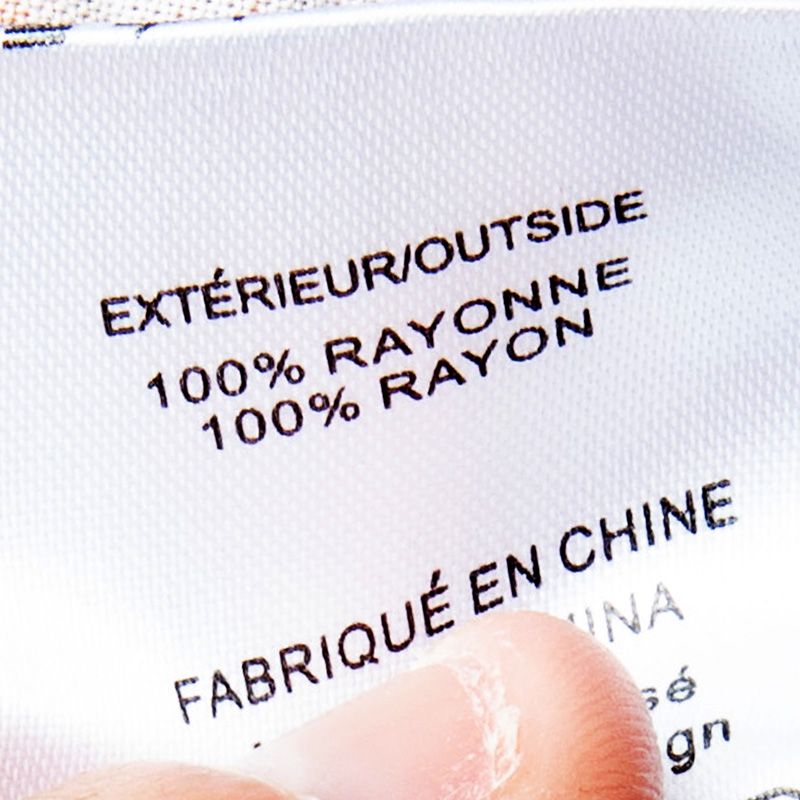 EXTÉRIEUR/OUTSIDE
100% RAYONNE
100% RAYON
FABRIQUÉ EN CHINE